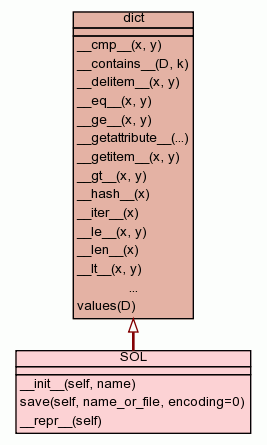 dict
__cmp__(x, y)
__contains__(D, k)
__delitem__(x, y)
__eq__(x, y)
__ge__(x, y)
__getattribute__(...)
__getitem__(x, y)
__gt__(x, y)
__hash__(x)
__iter__(x)
__le__(x, y)
__len__(x)
__lt__(x, y)
...
values(D)
SOL
__init__(self, name)
save(self, name_or_file, encoding=0)
__repr__(self)